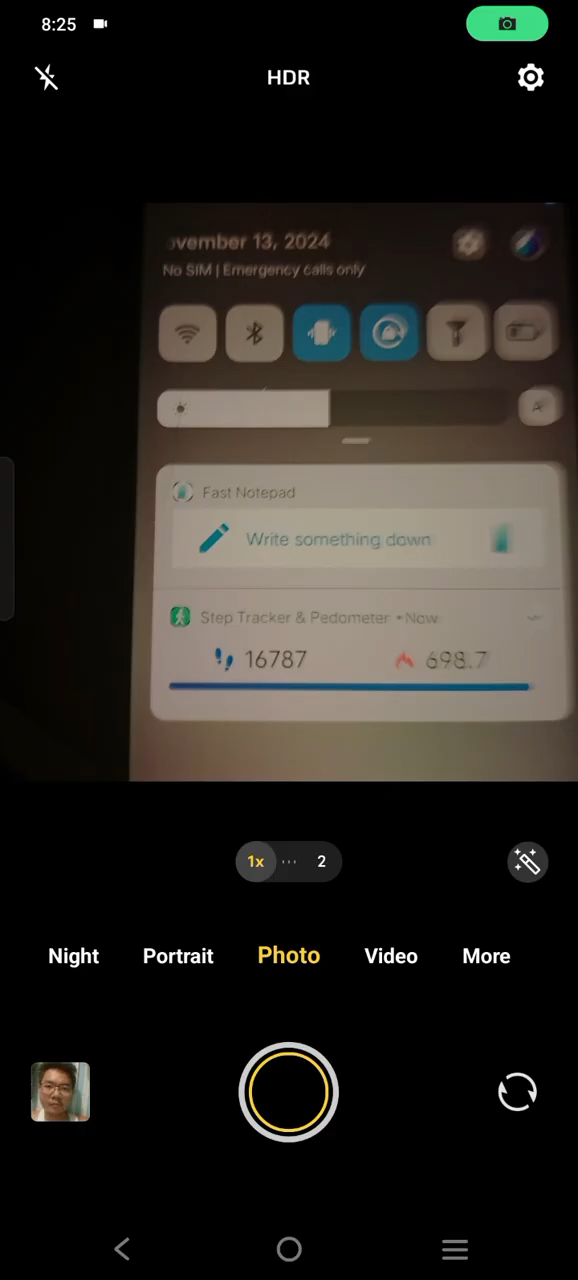 8:25
HDR
ovember 13, 2024
No SIM | Emergency calls only
A
Fast Notepad
Write something down
Step Tracker & Pedometer • Now
16787 698.7
1x 2
Night Portrait Photo Video More